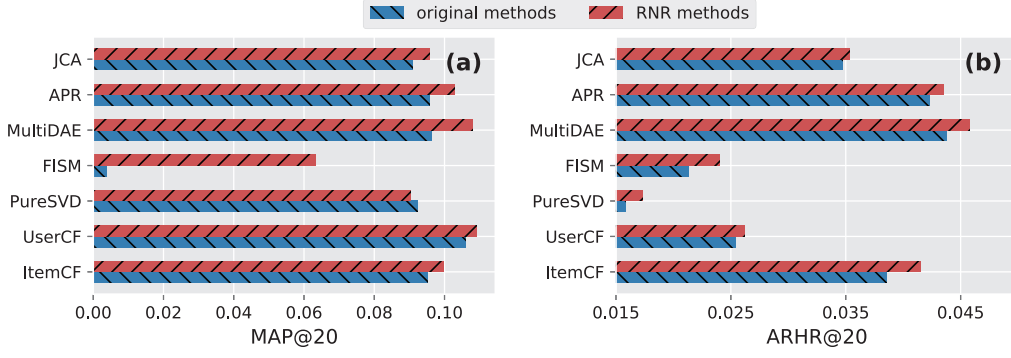 original methods RNR methods
JCA
APR
MultiDAE
FISM
PureSVD
UserCF
ItemCF
(a)
0.00 0.02 0.04 0.06 0.08 0.10
MAP@20
JCA
APR
MultiDAE
FISM
PureSVD
UserCF
ItemCF
(b)
0.015 0.025 0.035 0.045
ARHR@20